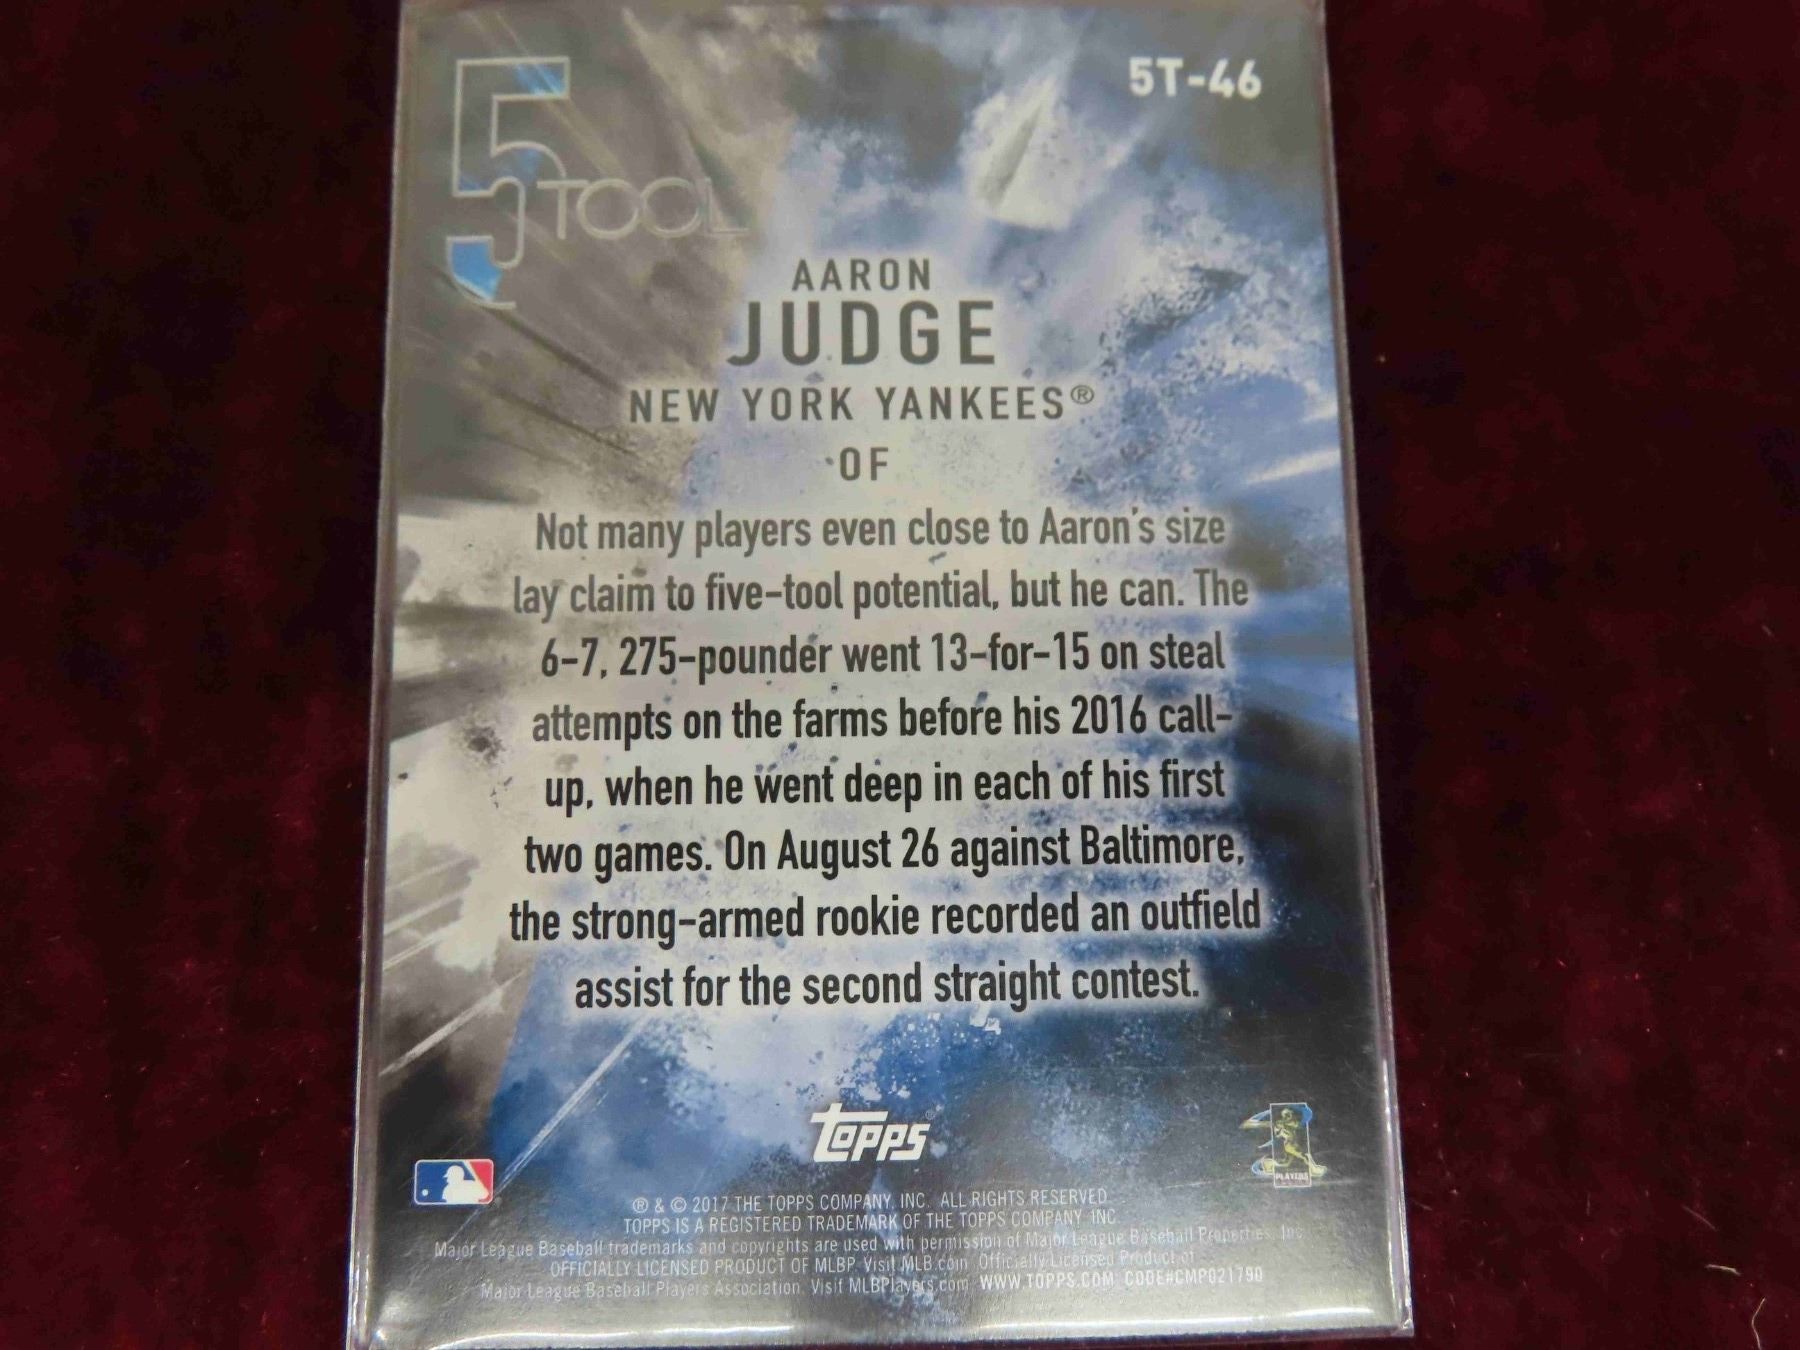 5 TOOL
5T-46
AARON
JUDGE
NEW YORK YANKEES®
OF
Not many players even close to Aaron's size
lay claim to five-tool potential, but he can. The
6-7, 275-pounder went 13-for-15 on steal
attempts on the farms before his 2016 call-
up, when he went deep in each of his first
two games. On August 26 against Baltimore,
the strong-armed rookie recorded an outfield
assist for the second straight contest.
topps®
PLAYERS
® & © 2017 THE TOPPS COMPANY, INC. ALL RIGHTS RESERVED.
TOPPS IS A REGISTERED TRADEMARK OF THE TOPPS COMPANY, INC.
Major League Baseball trademarks and copyrights are used with permission of Major League Baseball Properties, Inc.
OFFICIALLY LICENSED PRODUCT OF MLBP Visit MLB.com Officially Licensed Product of
Major League Baseball Players Association. Visit MLBPlayers.com WWW.TOPPS.COM CODE#CMP021790